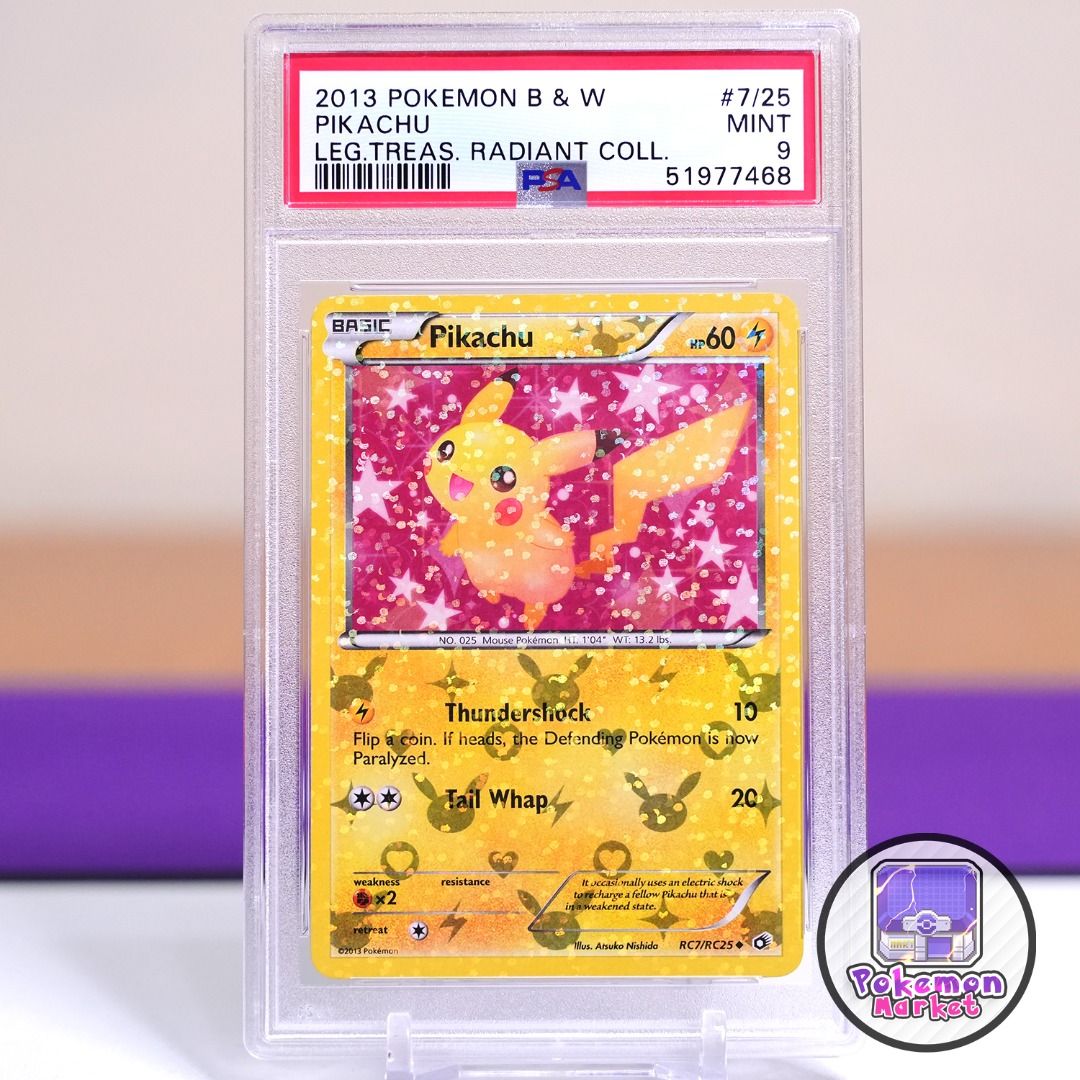 2013 POKEMON B & W #7/25
PIKACHU MINT
LEG.TREAS. RADIANT COLL. 9
PSA 51977468
BASIC Pikachu HP60
NO. 025 Mouse Pokémon HT. 1'04" WT: 13.2 lbs.
Thundershock 10
Flip a coin. If heads, the Defending Pokémon is now
Paralyzed.
Tail Whap 20
weakness resistance
×2
It occasionally uses an electric shock
to recharge a fellow Pikachu that is
in a weakened state.
retreat
Illus. Atsuko Nishida RC7/RC25
©2013 Pokémon
Pokemon
Market